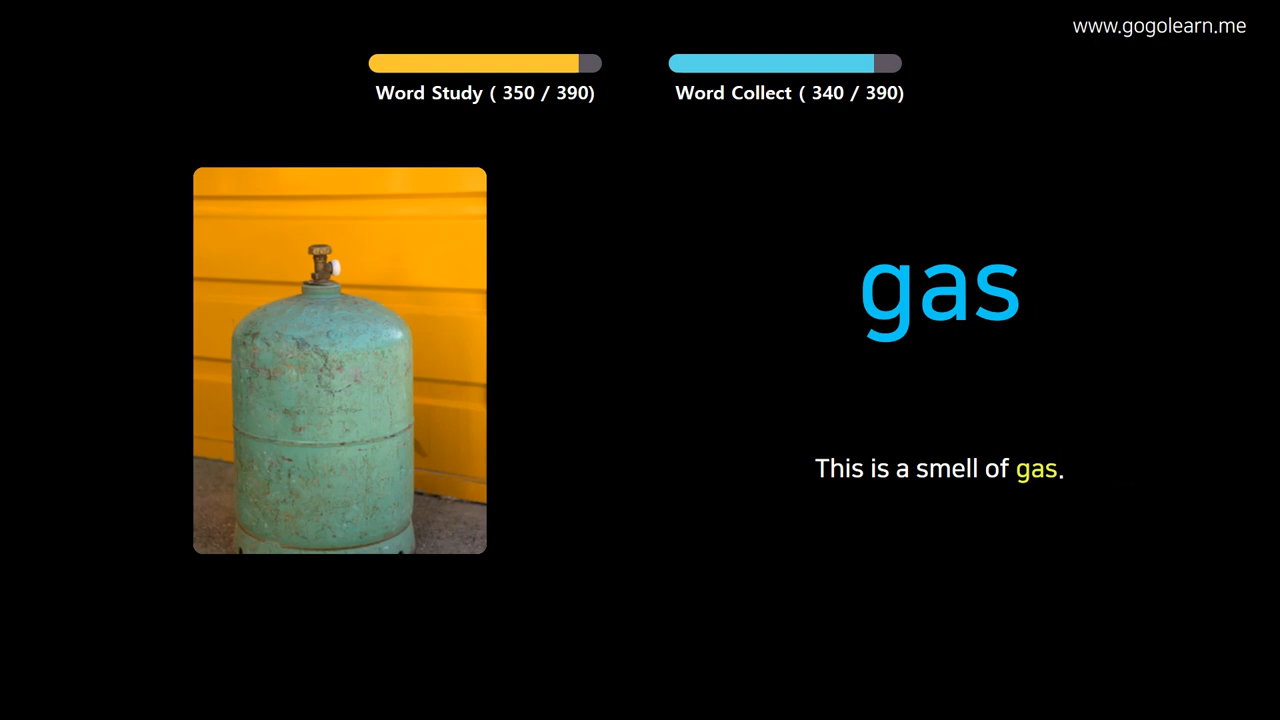 www.gogolearn.me
Word Study ( 350 / 390)
Word Collect ( 340 / 390)
gas
This is a smell of gas.